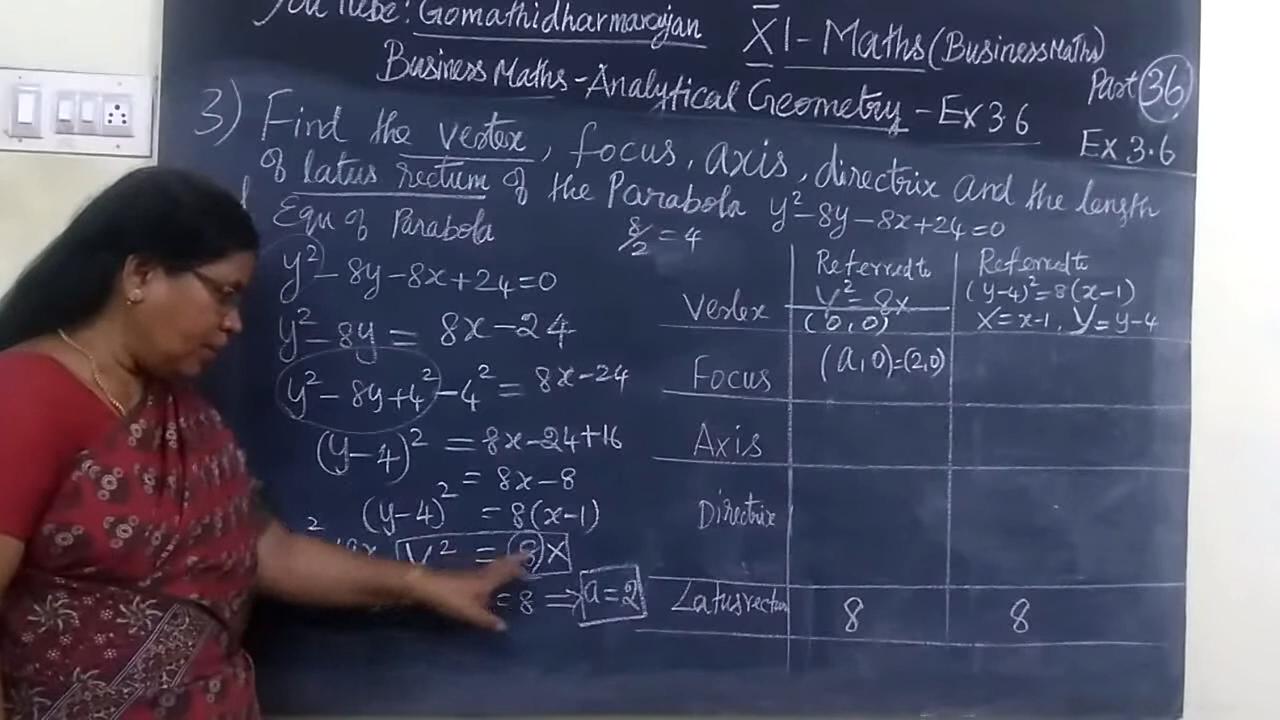 YouTube: Gomathidharmarajan XI-Maths (Business Maths)
Business Maths - Analytical Geometry - Ex 3.6 Part 36
Ex 3.6
3) Find the vertex, focus, axis, directrix and the length
of latus rectum of the Parabola y²-8y-8x+24=0
Eqn of Parabola 8/2 = 4
y²-8y-8x+24=0
y²-8y = 8x-24
y²-8y+4²-4² = 8x-24
(y-4)² = 8x-24+16
= 8x-8
(y-4)² = 8(x-1)
Y² = 8X
=8 ⇒ a=2
Referred to Referred to
Y²=8X (y-4)²=8(x-1)
Vertex (0,0) X=x-1, Y=y-4
Focus (a,0)=(2,0)
Axis
Directrix
Latusrectum 8 8